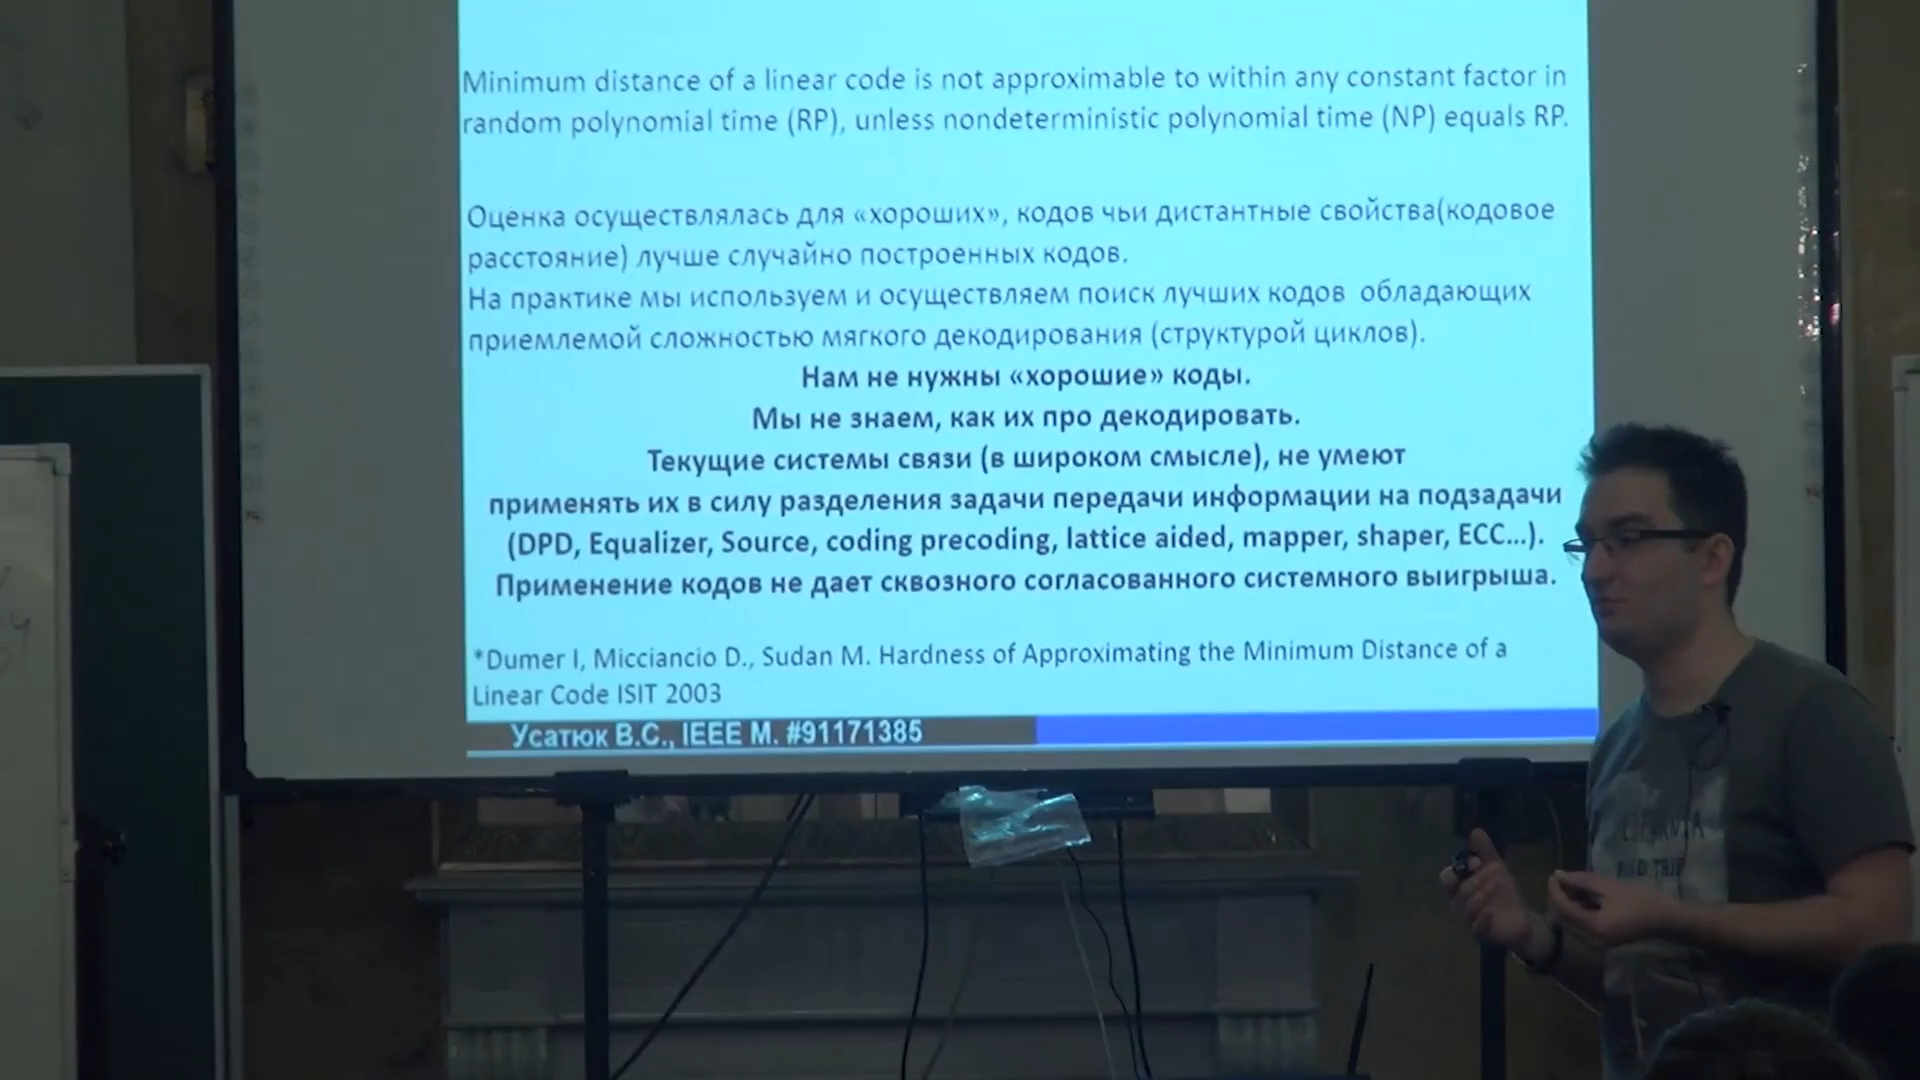 Minimum distance of a linear code is not approximable to within any constant factor in
random polynomial time (RP), unless nondeterministic polynomial time (NP) equals RP.
Оценка осуществлялась для «хороших», кодов чьи дистантные свойства(кодовое
расстояние) лучше случайно построенных кодов.
На практике мы используем и осуществляем поиск лучших кодов обладающих
приемлемой сложностью мягкого декодирования (структурой циклов).
Нам не нужны «хорошие» коды.
Мы не знаем, как их про декодировать.
Текущие системы связи (в широком смысле), не умеют
применять их в силу разделения задачи передачи информации на подзадачи
(DPD, Equalizer, Source, coding precoding, lattice aided, mapper, shaper, ECC...).
Применение кодов не дает сквозного согласованного системного выигрыша.
*Dumer I, Micciancio D., Sudan M. Hardness of Approximating the Minimum Distance of a
Linear Code ISIT 2003
Усатюк В.С., IEEE M. #91171385